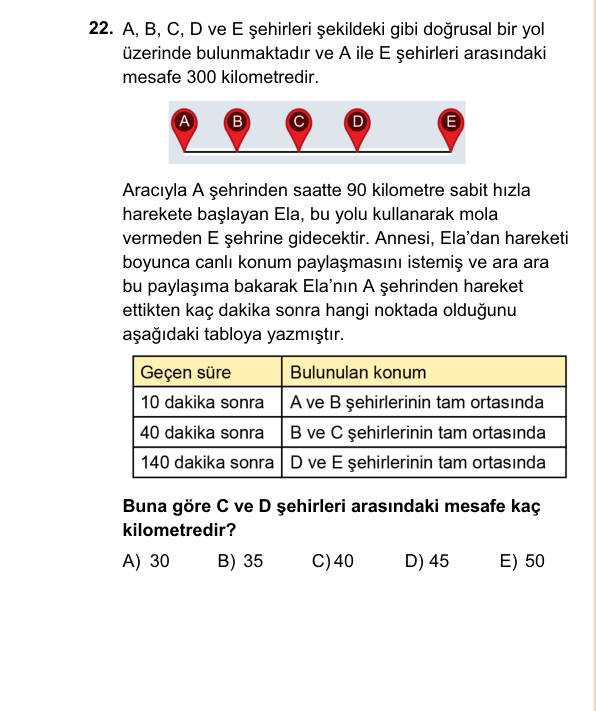 22. A, B, C, D ve E şehirleri şekildeki gibi doğrusal bir yol
üzerinde bulunmaktadır ve A ile E şehirleri arasındaki
mesafe 300 kilometredir.
A B C D E
Aracıyla A şehrinden saatte 90 kilometre sabit hızla
harekete başlayan Ela, bu yolu kullanarak mola
vermeden E şehrine gidecektir. Annesi, Ela’dan hareketi
boyunca canlı konum paylaşmasını istemiş ve ara ara
bu paylaşıma bakarak Ela’nın A şehrinden hareket
ettikten kaç dakika sonra hangi noktada olduğunu
aşağıdaki tabloya yazmıştır.
Geçen süre Bulunulan konum
10 dakika sonra A ve B şehirlerinin tam ortasında
40 dakika sonra B ve C şehirlerinin tam ortasında
140 dakika sonra D ve E şehirlerinin tam ortasında
Buna göre C ve D şehirleri arasındaki mesafe kaç
kilometredir?
A) 30 B) 35 C) 40 D) 45 E) 50